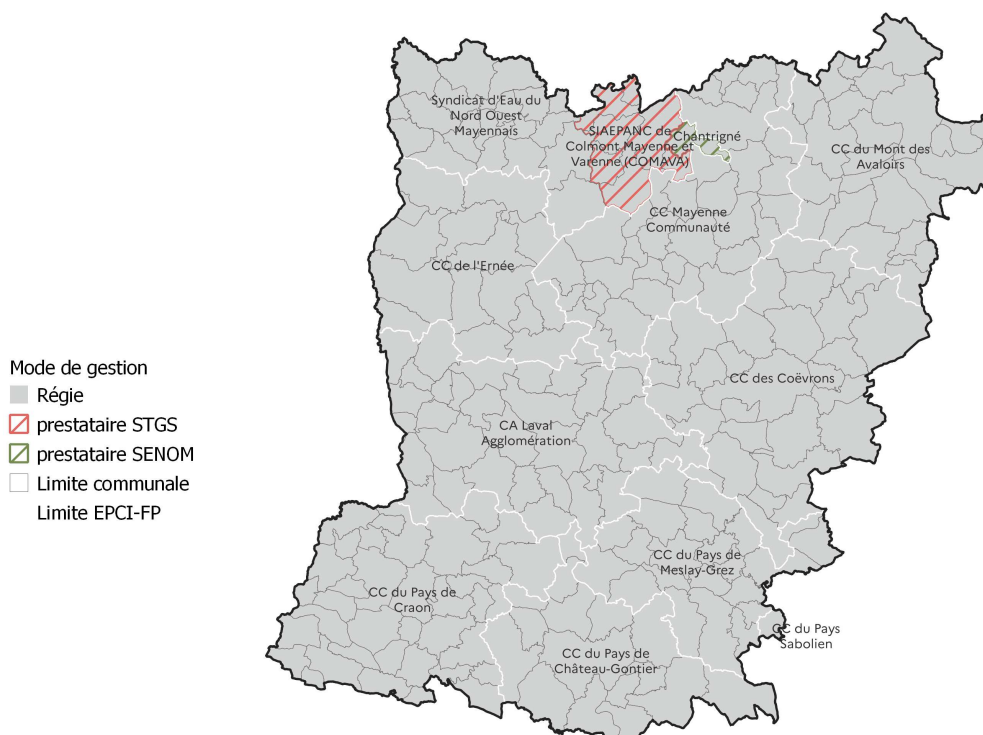 Syndicat d'Eau du
Nord Ouest
Mayennais
SIAEPANC de
Colmont Mayenne et
Varenne (COMAVA)
Chantrigné
CC du Mont des
Avaloirs
CC Mayenne
Communauté
CC de l'Ernée
Mode de gestion
Régie
prestataire STGS
prestataire SENOM
Limite communale
Limite EPCI-FP
CC des Coëvrons
CA Laval
Agglomération
CC du Pays de
Meslay-Grez
CC du Pays de
Craon
CC du Pays
Sabolien
CC du Pays de
Château-Gontier